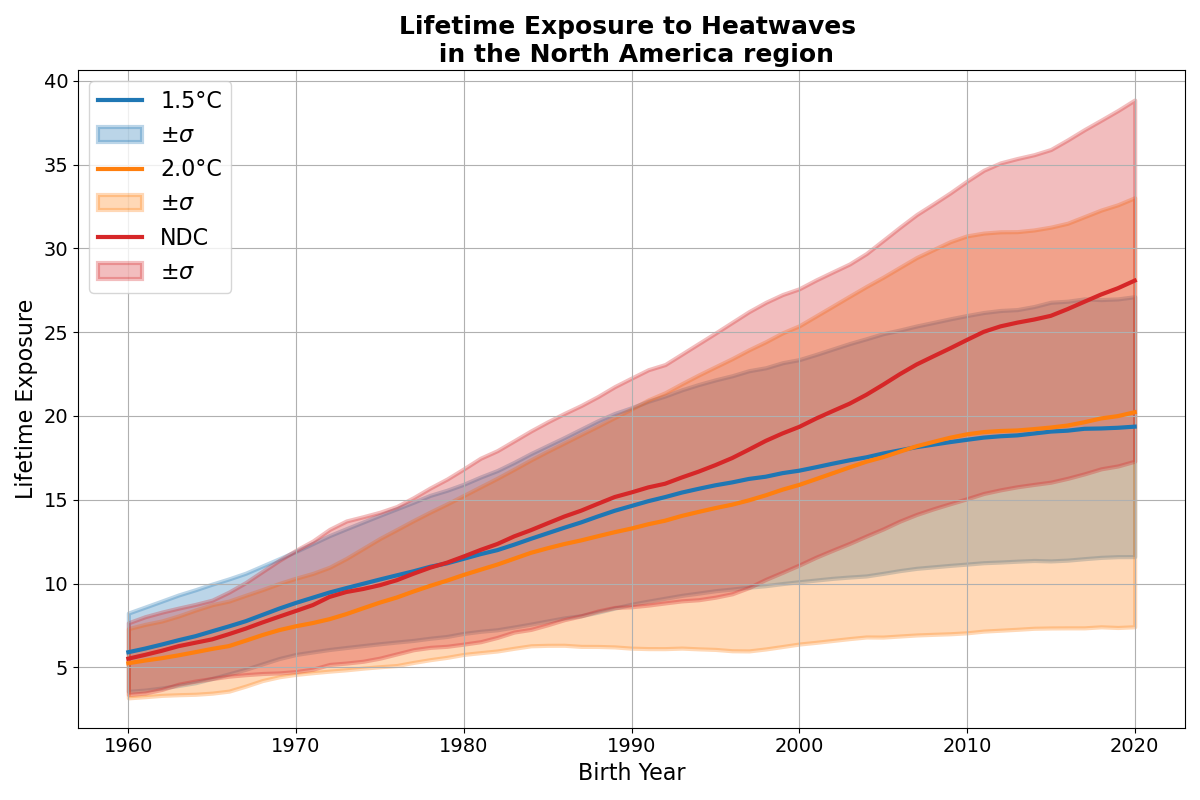 Lifetime Exposure to Heatwaves
in the North America region
40
35
30
25
20
15
10
5
Lifetime Exposure
1.5°C
±σ
2.0°C
±σ
NDC
±σ
1960 1970 1980 1990 2000 2010 2020
Birth Year